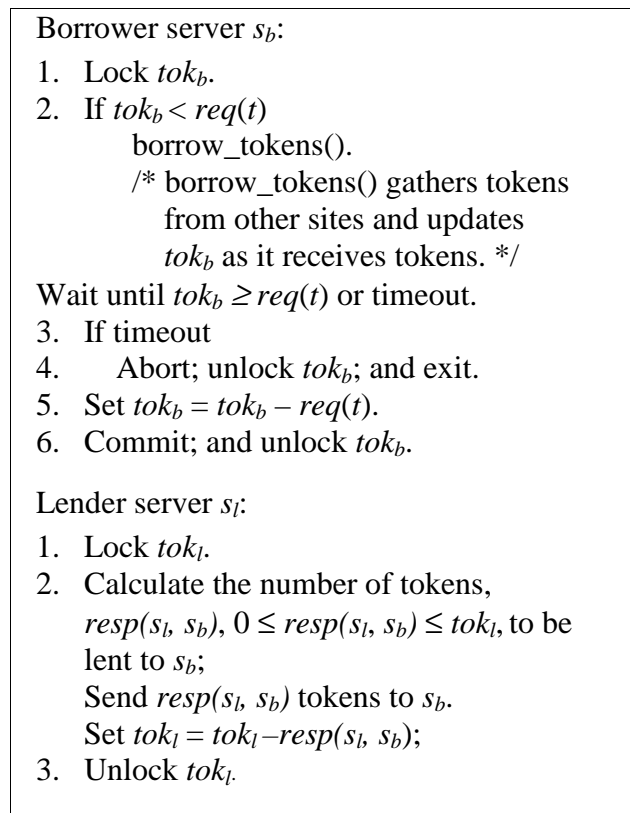 Borrower server s_b:
1. Lock tok_b.
2. If tok_b < req(t)
borrow_tokens().
/* borrow_tokens() gathers tokens
from other sites and updates
tok_b as it receives tokens. */
Wait until tok_b ≥ req(t) or timeout.
3. If timeout
4. Abort; unlock tok_b; and exit.
5. Set tok_b = tok_b – req(t).
6. Commit; and unlock tok_b.
Lender server s_l:
1. Lock tok_l.
2. Calculate the number of tokens,
resp(s_l, s_b), 0 ≤ resp(s_l, s_b) ≤ tok_l, to be
lent to s_b;
Send resp(s_l, s_b) tokens to s_b.
Set tok_l = tok_l –resp(s_l, s_b);
3. Unlock tok_l.